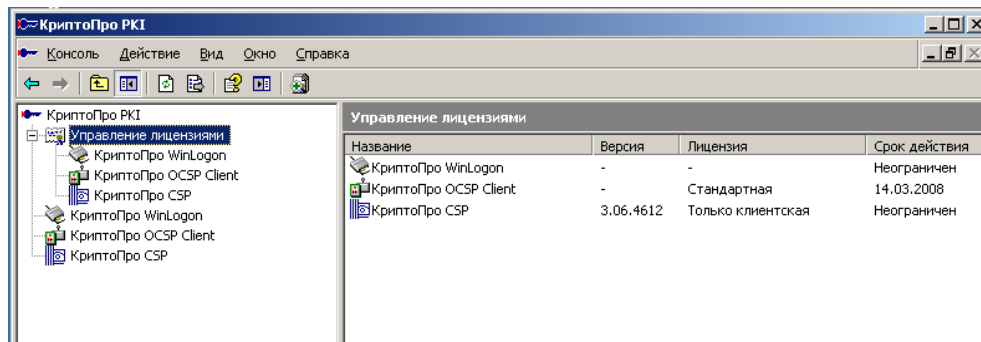 КриптоПро PKI
Консоль Действие Вид Окно Справка
КриптоПро PKI
Управление лицензиями
КриптоПро WinLogon
КриптоПро OCSP Client
КриптоПро CSP
КриптоПро WinLogon
КриптоПро OCSP Client
КриптоПро CSP
Управление лицензиями
Название Версия Лицензия Срок действия
КриптоПро WinLogon - - Неограничен
КриптоПро OCSP Client - Стандартная 14.03.2008
КриптоПро CSP 3.06.4612 Только клиентская Неограничен